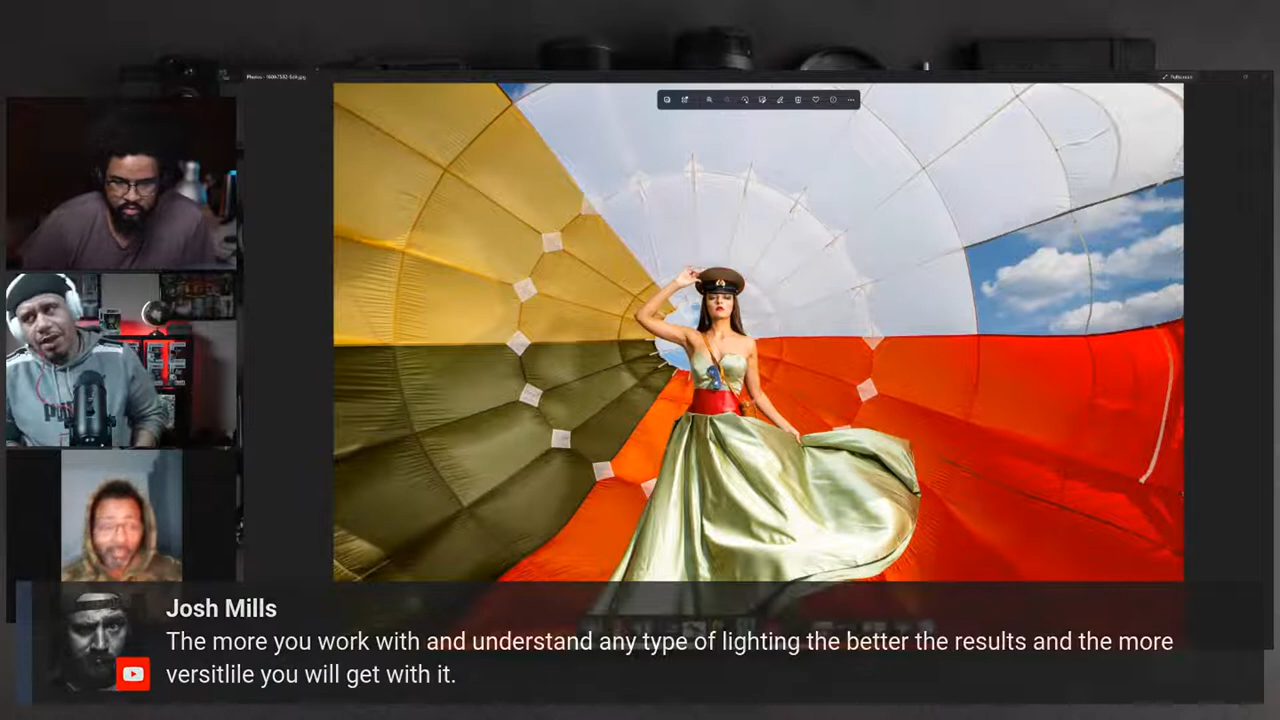 Josh Mills
The more you work with and understand any type of lighting the better the results and the more
verstlile you will get with it.